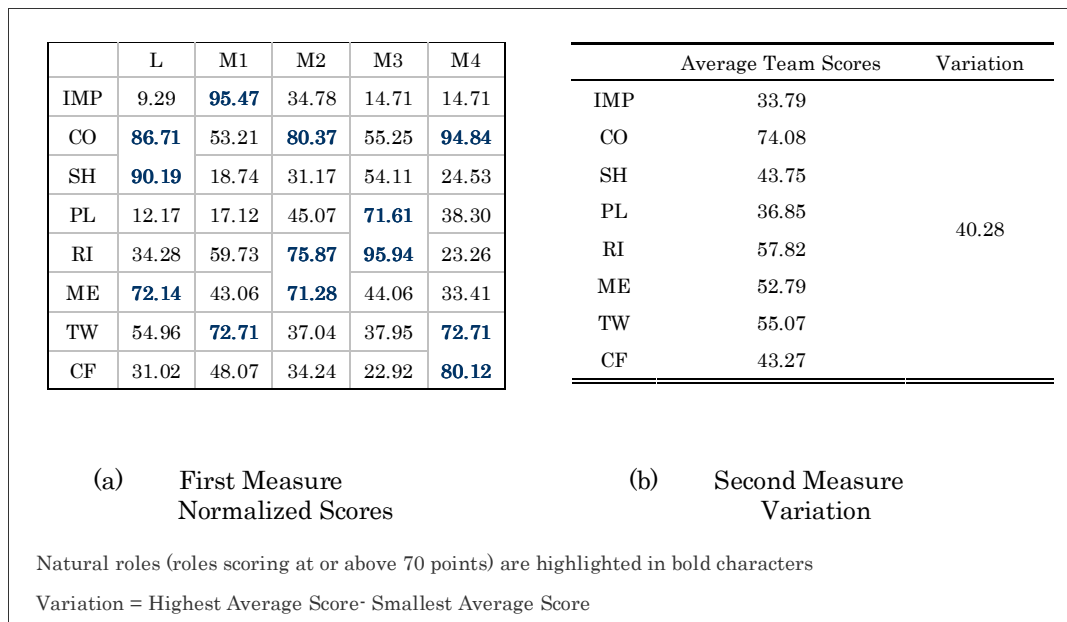 L M1 M2 M3 M4
IMP 9.29 95.47 34.78 14.71 14.71
CO 86.71 53.21 80.37 55.25 94.84
SH 90.19 18.74 31.17 54.11 24.53
PL 12.17 17.12 45.07 71.61 38.30
RI 34.28 59.73 75.87 95.94 23.26
ME 72.14 43.06 71.28 44.06 33.41
TW 54.96 72.71 37.04 37.95 72.71
CF 31.02 48.07 34.24 22.92 80.12
(a) First Measure
Normalized Scores
Average Team Scores Variation
IMP 33.79
CO 74.08
SH 43.75
PL 36.85
40.28
RI 57.82
ME 52.79
TW 55.07
CF 43.27
(b) Second Measure
Variation
Natural roles (roles scoring at or above 70 points) are highlighted in bold characters
Variation = Highest Average Score- Smallest Average Score